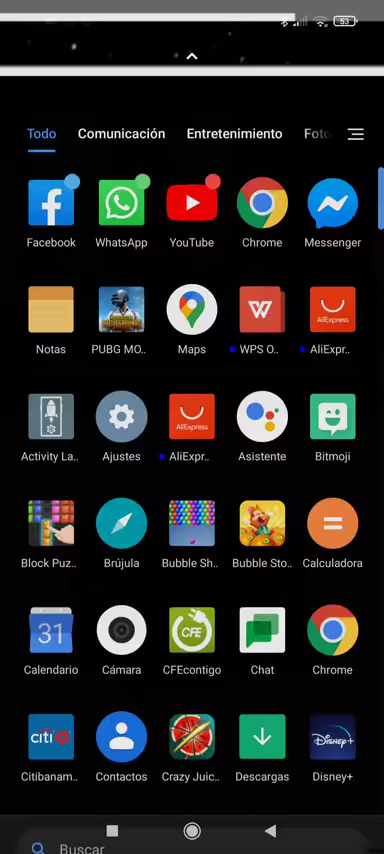 53
Todo Comunicación Entretenimiento Foto
Facebook WhatsApp YouTube Chrome Messenger
AliExpress
Notas PUBG MO.. Maps WPS O.. AliExpr..
AliExpress
Activity La.. Ajustes AliExpr.. Asistente Bitmoji
Block Puz.. Brújula Bubble Sh.. Bubble Sto.. Calculadora
31 CFE
Calendario Cámara CFEcontigo Chat Chrome
citi Disney+
Citibanam.. Contactos Crazy Juic.. Descargas Disney+
Buscar